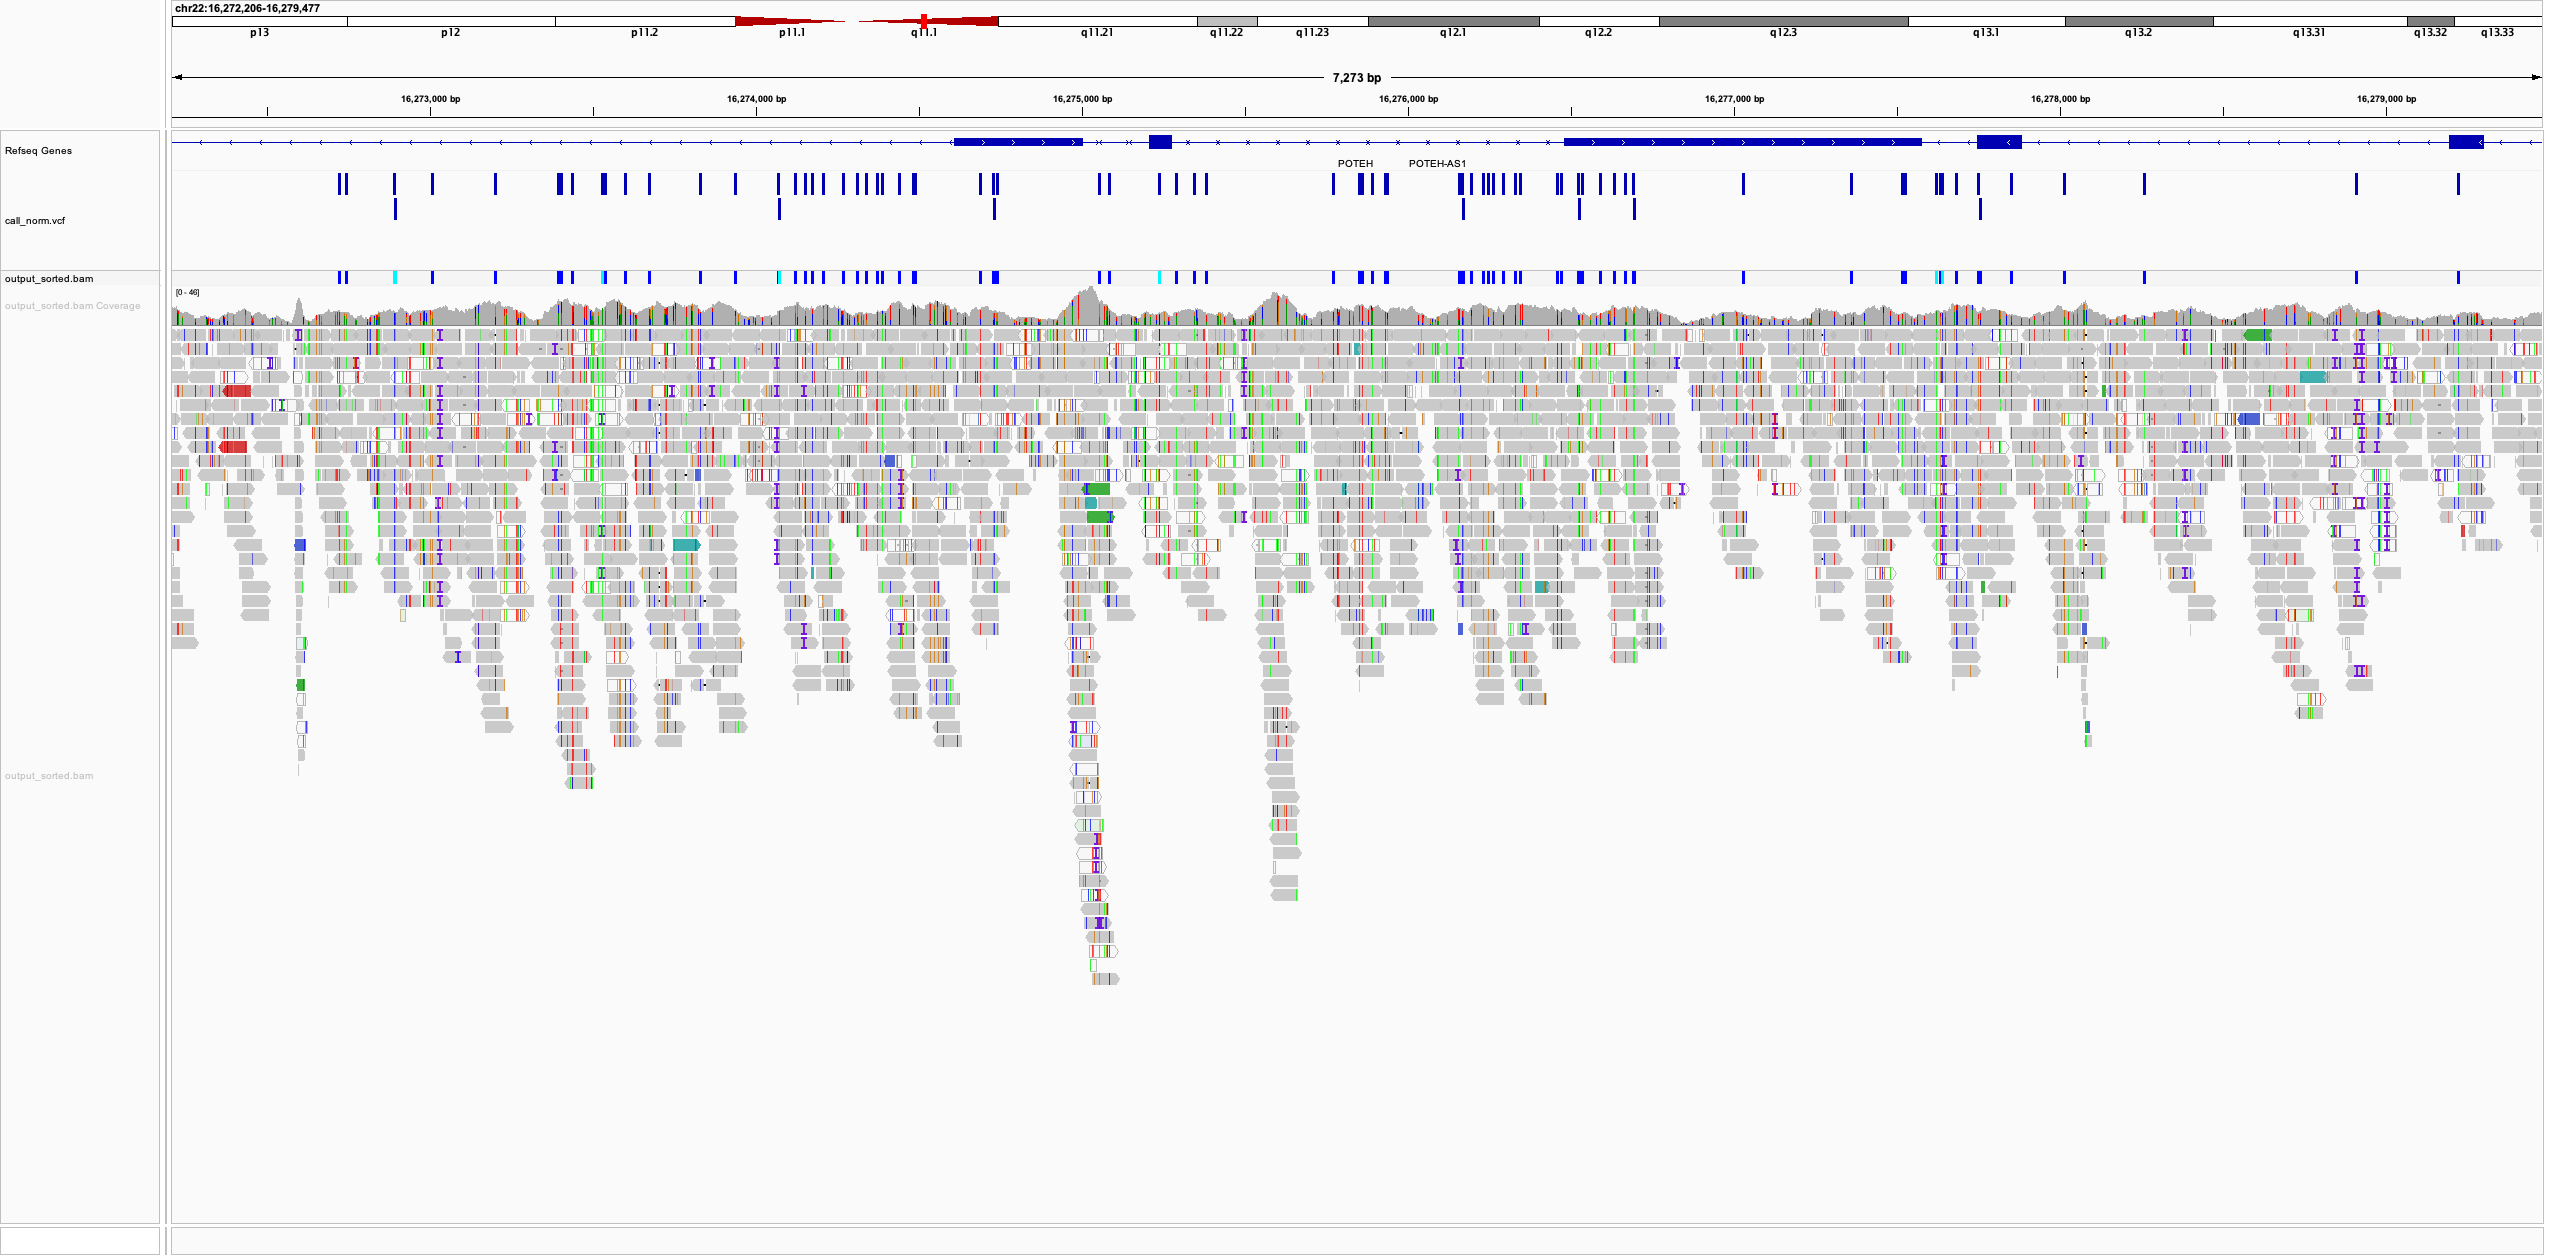 chr22:16,272,206-16,279,477
p13 p12 p11.2 p11.1 q11.1 q11.21 q11.22 q11.23 q12.1 q12.2 q12.3 q13.1 q13.2 q13.31 q13.32 q13.33
7,273 bp
16,273,000 bp 16,274,000 bp 16,275,000 bp 16,276,000 bp 16,277,000 bp 16,278,000 bp 16,279,000 bp
Refseq Genes
POTEH POTEH-AS1
call_norm.vcf
output_sorted.bam
[0 - 46]
output_sorted.bam Coverage
output_sorted.bam